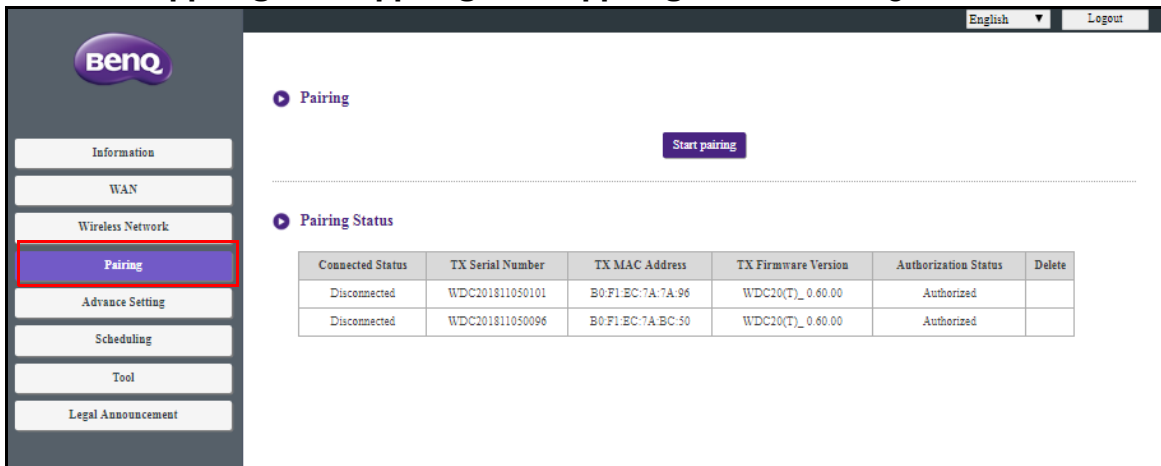 English ▼ Logout
BenQ
Pairing
Start pairing
Information
WAN
Wireless Network
Pairing
Advance Setting
Scheduling
Tool
Legal Announcement
Pairing Status
Connected Status TX Serial Number TX MAC Address TX Firmware Version Authorization Status Delete
Disconnected WDC201811050101 B0:F1:EC:7A:7A:96 WDC20(T)_ 0.60.00 Authorized
Disconnected WDC201811050096 B0:F1:EC:7A:BC:50 WDC20(T)_ 0.60.00 Authorized